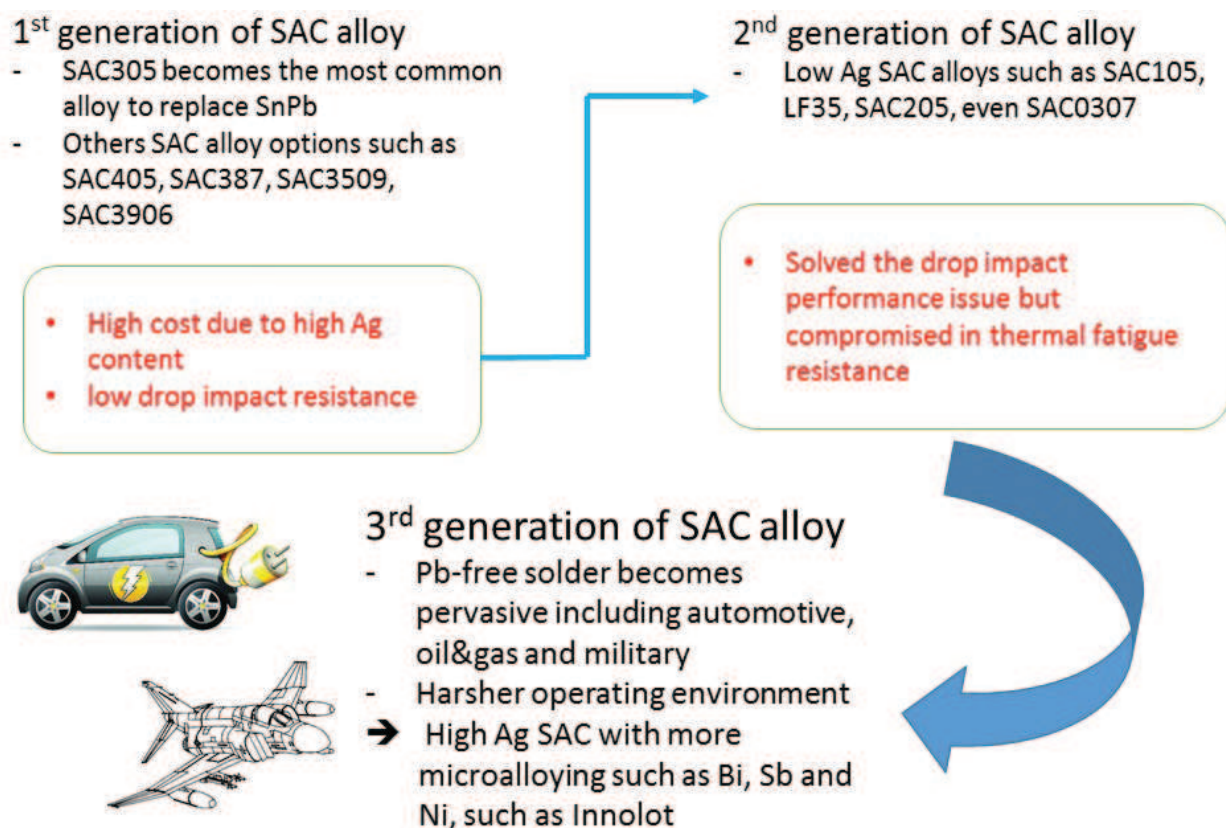 1st generation of SAC alloy
- SAC305 becomes the most common
alloy to replace SnPb
- Others SAC alloy options such as
SAC405, SAC387, SAC3509,
SAC3906
• High cost due to high Ag
content
• low drop impact resistance
2nd generation of SAC alloy
- Low Ag SAC alloys such as SAC105,
LF35, SAC205, even SAC0307
• Solved the drop impact
performance issue but
compromised in thermal fatigue
resistance
3rd generation of SAC alloy
- Pb-free solder becomes
pervasive including automotive,
oil&gas and military
- Harsher operating environment
➔ High Ag SAC with more
microalloying such as Bi, Sb and
Ni, such as Innolot